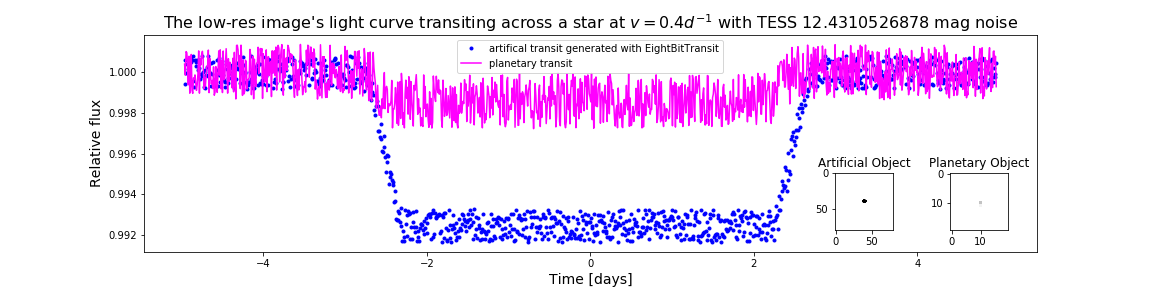 The low-res image's light curve transiting across a star at v = 0.4d⁻¹ with TESS 12.4310526878 mag noise
artifical transit generated with EightBitTransit
planetary transit
Relative flux
1.000
0.998
0.996
0.994
0.992
Artificial Object
0
50
0 50
Planetary Object
0
10
0 10
−4 −2 0 2 4
Time [days]